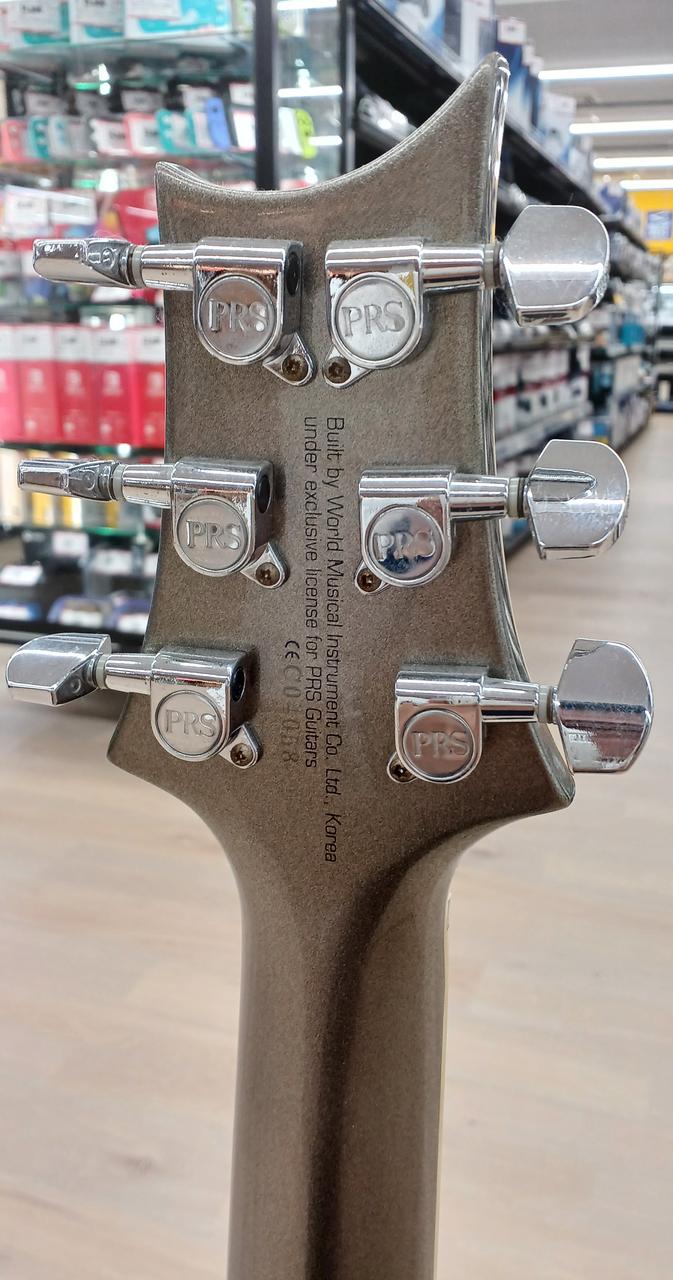 PRS
PRS
PRS
PRS
PRS
PRS
Built by World Musical Instrument Co. Ltd., Korea
under exclusive license for PRS Guitars
CE